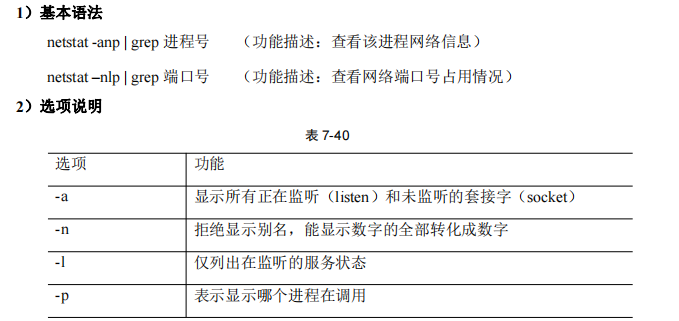 1）基本语法
netstat -anp | grep 进程号 （功能描述：查看该进程网络信息）
netstat –nlp | grep 端口号 （功能描述：查看网络端口号占用情况）
2）选项说明
表 7-40
选项 功能
-a 显示所有正在监听（listen）和未监听的套接字（socket）
-n 拒绝显示别名，能显示数字的全部转化成数字
-l 仅列出在监听的服务状态
-p 表示显示哪个进程在调用